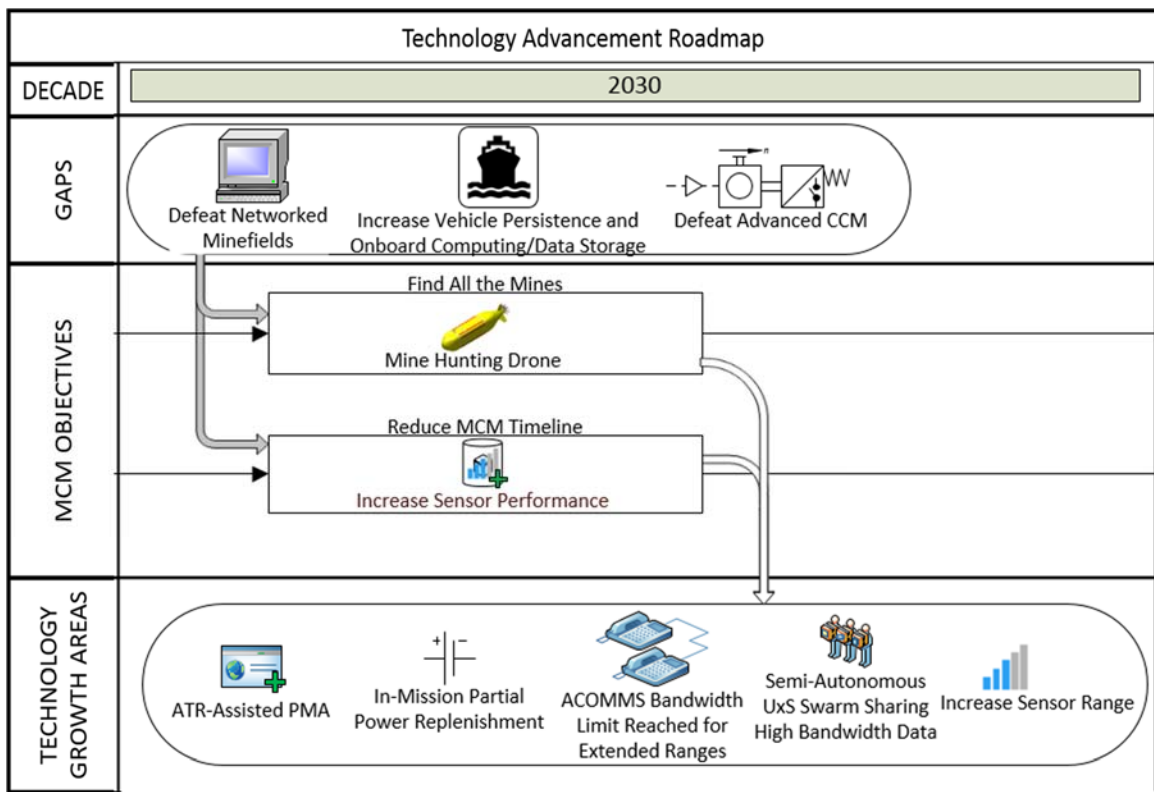 Technology Advancement Roadmap
DECADE
2030
GAPS
Defeat Networked
Minefields
Increase Vehicle Persistence and
Onboard Computing/Data Storage
n
Defeat Advanced CCM
MCM OBJECTIVES
Find All the Mines
Mine Hunting Drone
Reduce MCM Timeline
Increase Sensor Performance
TECHNOLOGY
GROWTH AREAS
ATR-Assisted PMA
+ −
In-Mission Partial
Power Replenishment
ACOMMS Bandwidth
Limit Reached for
Extended Ranges
Semi-Autonomous
UxS Swarm Sharing
High Bandwidth Data
Increase Sensor Range